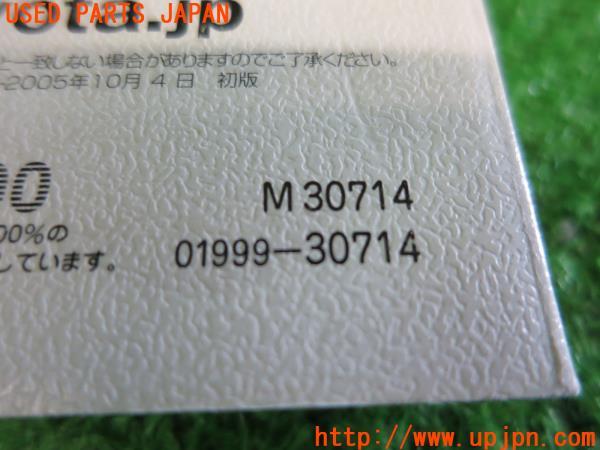 USED PARTS JAPAN
ota.jp
と一致しない場合がありますのでご了承ください。
-2005年10月4日 初版
00%の
しています。
M 30714
01999-30714
http://www.upjpn.com